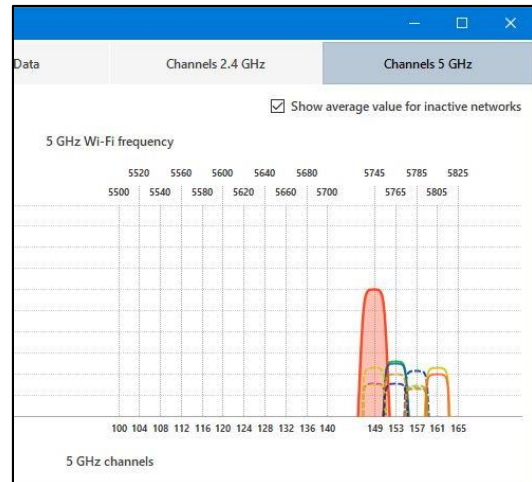 Data Channels 2.4 GHz Channels 5 GHz
Show average value for inactive networks
5 GHz Wi-Fi frequency
5520 5560 5600 5640 5680 5745 5785 5825
5500 5540 5580 5620 5660 5700 5765 5805
100 104 108 112 116 120 124 128 132 136 140 149 153 157 161 165
5 GHz channels